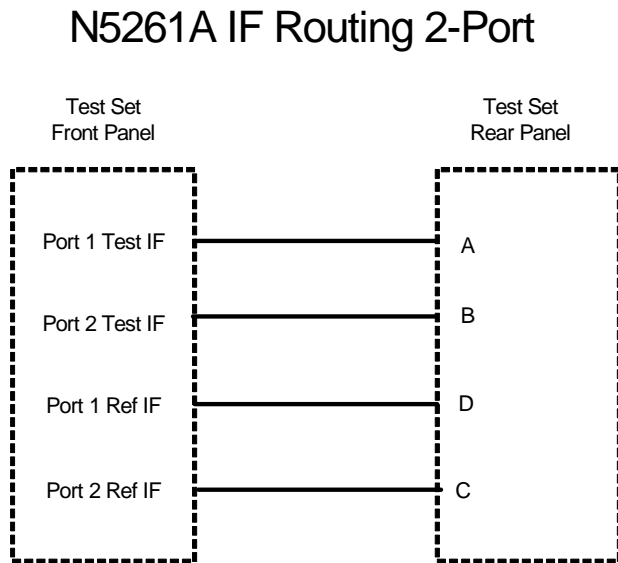 N5261A IF Routing 2-Port
Test Set
Front Panel
Test Set
Rear Panel
Port 1 Test IF
A
Port 2 Test IF
B
Port 1 Ref IF
D
Port 2 Ref IF
C